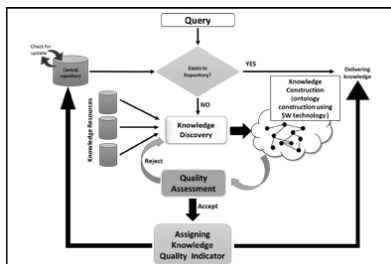 Query
Check for
update
Central
repository
Exists in
Repository?
YES
Delivering
knowledge
Knowledge
Construction
(ontology
construction using
SW technology)
NO
Knowledge Resources
Knowledge
Discovery
Reject
Quality
Assessment
Accept
Assigning
Knowledge
Quality Indicator